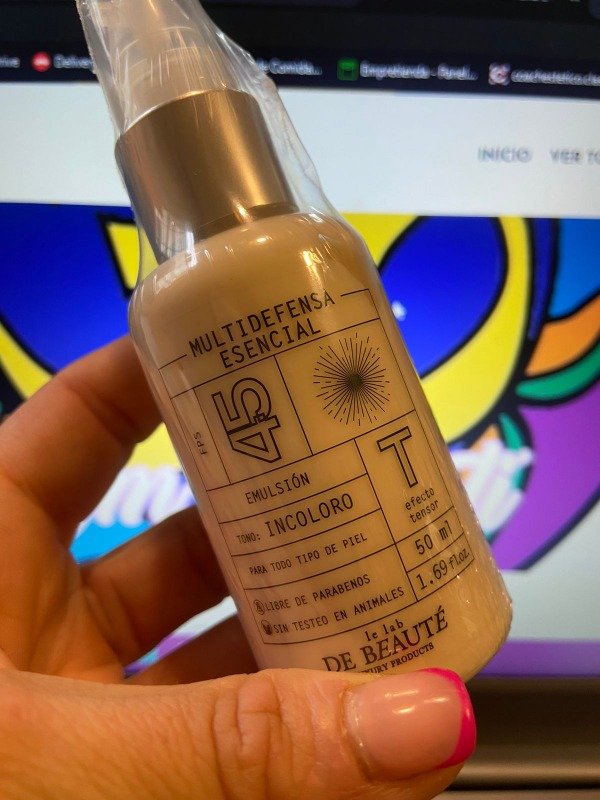 INICIO
MULTIDEFENSA
ESENCIAL
FPS
45
EMULSIÓN
T
efecto
tensor
TONO: INCOLORO
PARA TODO TIPO DE PIEL
50 ml
1.69 fl.oz.
LIBRE DE PARABENOS
SIN TESTEO EN ANIMALES
le lab
DE BEAUTÉ
PRODUCTS